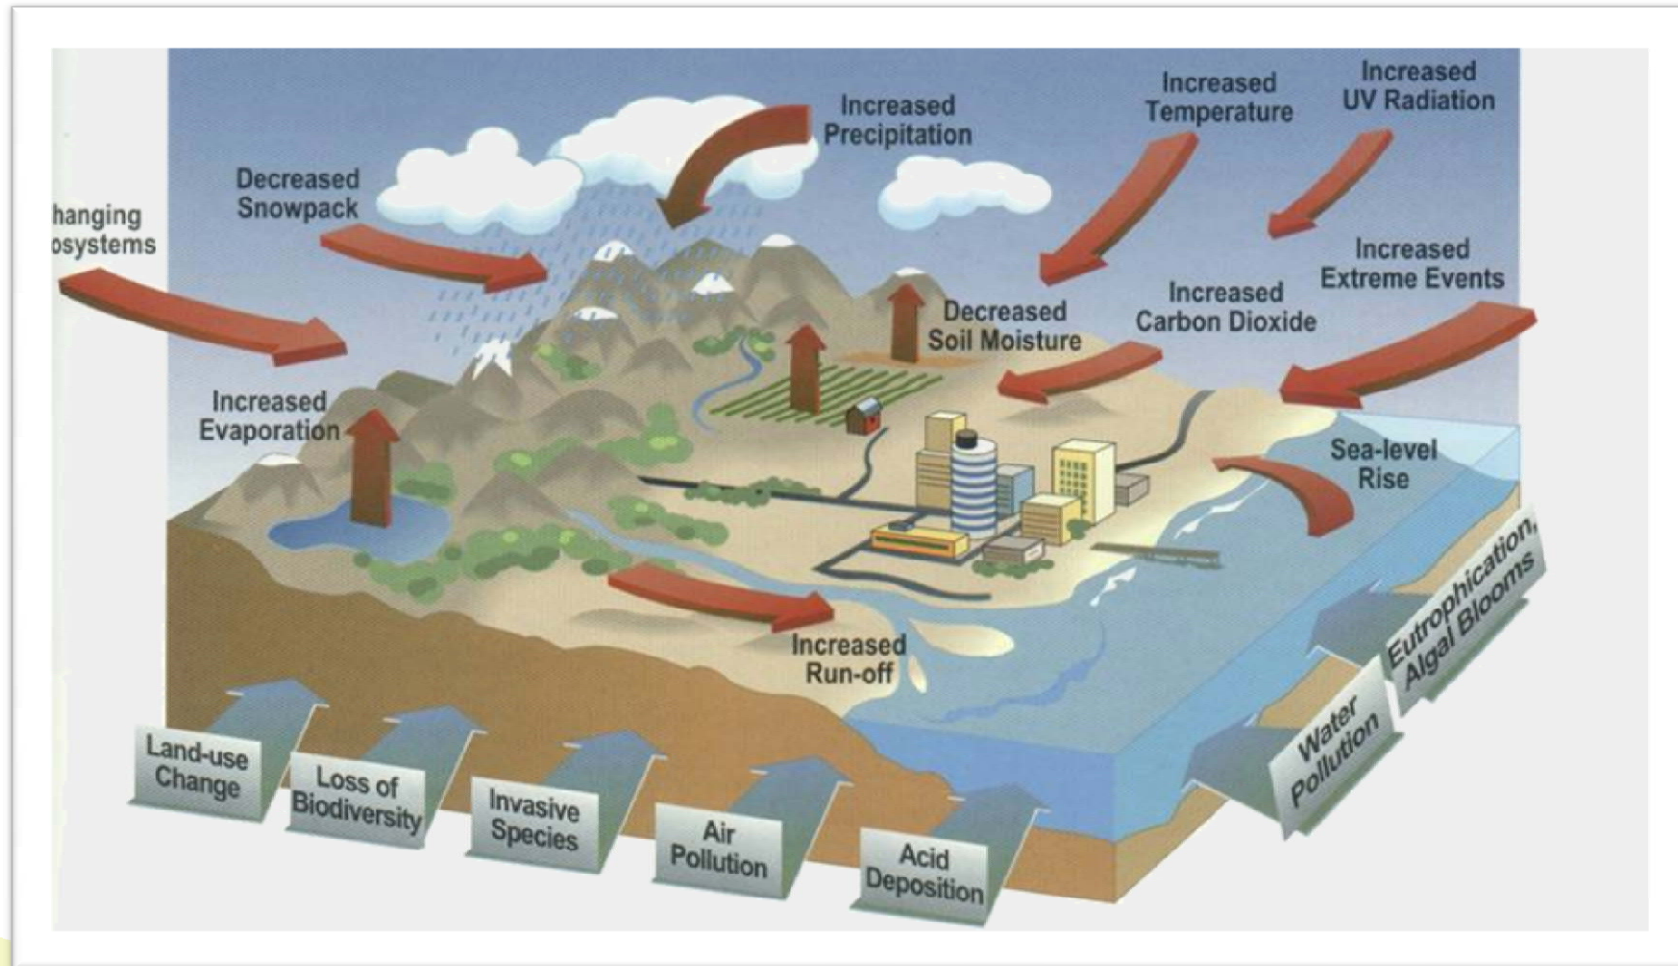 Increased
Temperature
Increased
UV Radiation
Increased
Precipitation
Decreased
Snowpack
hanging
osystems
Increased
Extreme Events
Increased
Carbon Dioxide
Decreased
Soil Moisture
Increased
Evaporation
Sea-level
Rise
Increased
Run-off
Eutrophication,
Algal Blooms
Water
Pollution
Land-use
Change
Loss of
Biodiversity
Invasive
Species
Air
Pollution
Acid
Deposition